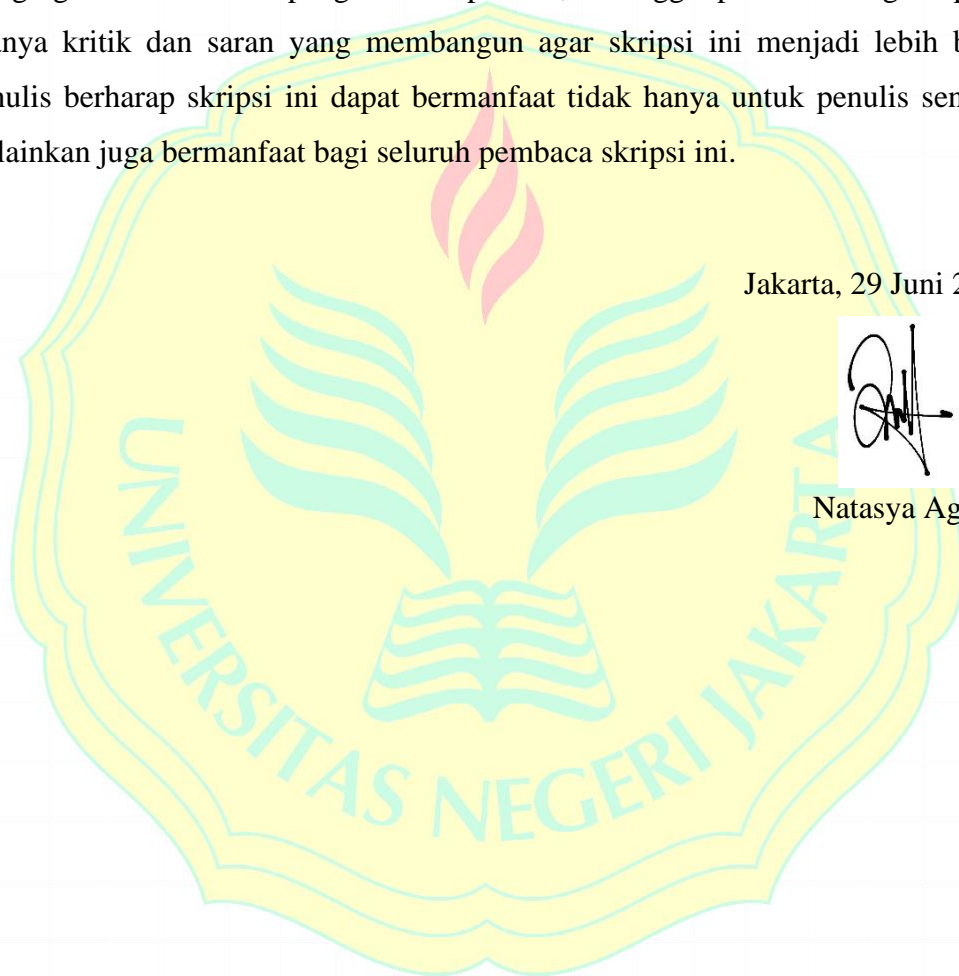 anya kritik dan saran yang membangun agar skripsi ini menjadi lebih b
nulis berharap skripsi ini dapat bermanfaat tidak hanya untuk penulis sen
lainkan juga bermanfaat bagi seluruh pembaca skripsi ini.
Jakarta, 29 Juni 2
Natasya Ag
UNIVERSITAS NEGERI JAKARTA